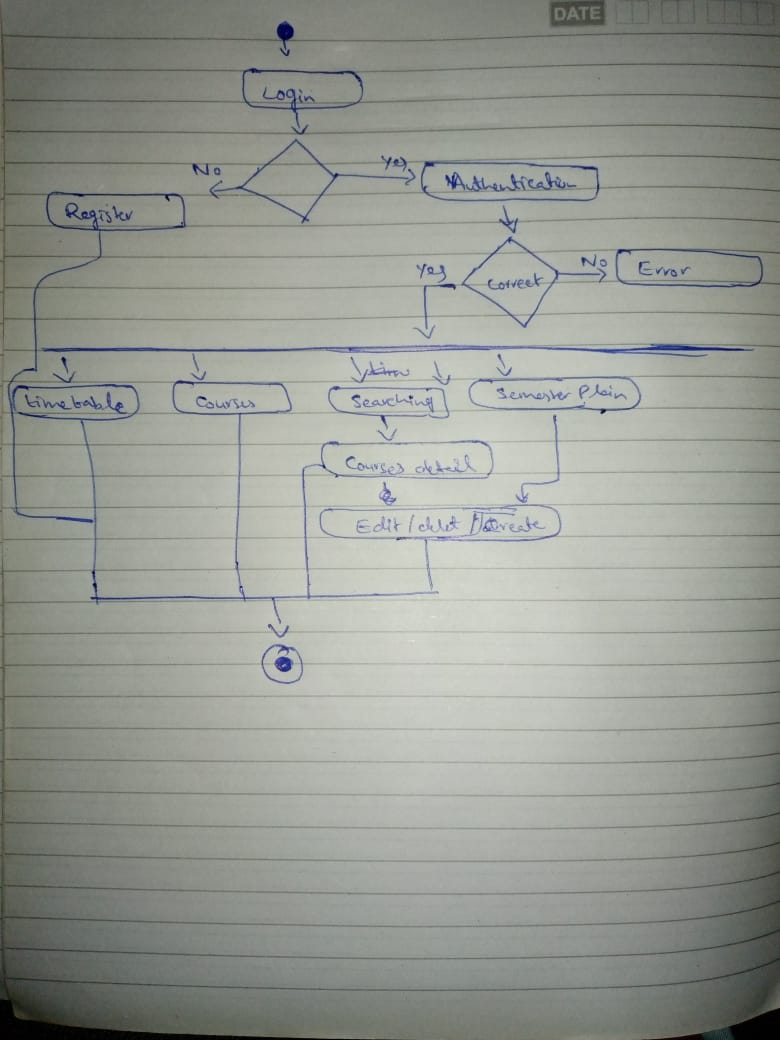 DATE
Login
No
Yes
Authentication
Register
Yes
Correct
No
Error
timetable
Courses
Searching
Semester Plain
Courses detail
Edit / delet / Create